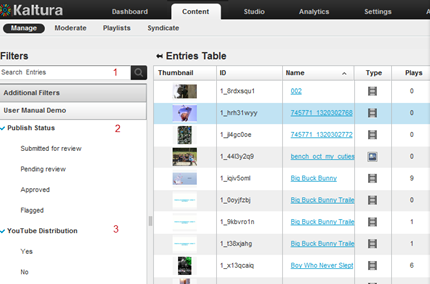 Kaltura Dashboard Content Studio Analytics Settings A
Manage Moderate Playlists Syndicate
Filters
Search Entries 1
Additional Filters
User Manual Demo
Publish Status 2
Submitted for review
Pending review
Approved
Flagged
YouTube Distribution 3
Yes
No
Entries Table
Thumbnail ID Name Type Plays
1_8rdxsqu1 002 0
1_hrh31wyy 745771_1320302768 0
1_jl4gc0oe 745771_1320302772 0
1_44l3y2q9 bench_oct_my_cuties 0
1_iqiv5oml Big Buck Bunny 9
1_0oyjfzbj Big Buck Bunny Traile 0
1_9kbvro1n Big Buck Bunny Traile 1
1_t38xjahg Big Buck Bunny Traile 1
1_x13qcaiq Boy Who Never Slept 6